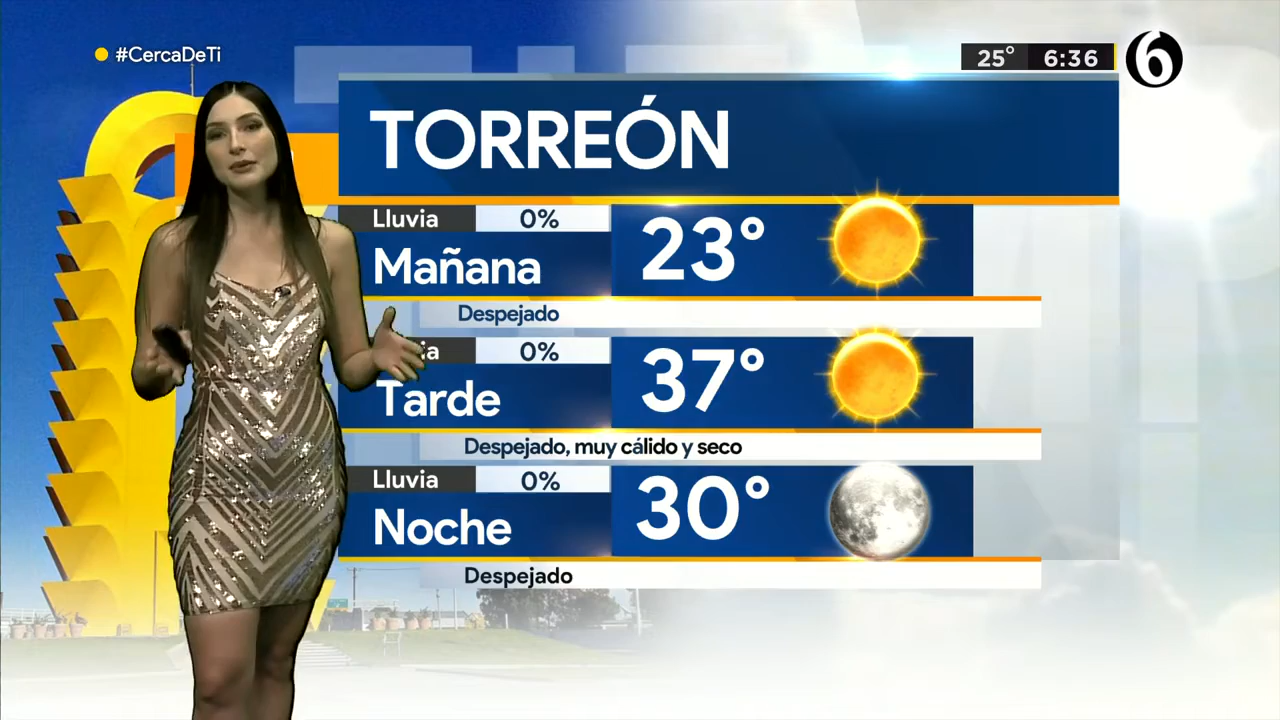 #CercaDeTi
25° 6:36 6
TORREÓN
Lluvia 0%
Mañana 23°
Despejado
0%
Tarde 37°
Despejado, muy cálido y seco
Lluvia 0%
Noche 30°
Despejado